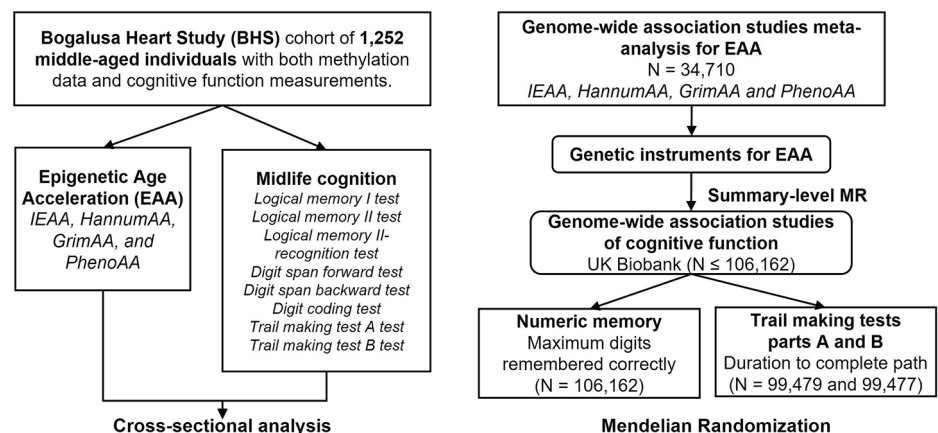 Bogalusa Heart Study (BHS) cohort of 1,252
middle-aged individuals with both methylation
data and cognitive function measurements.
Epigenetic Age
Acceleration (EAA)
IEAA, HannumAA,
GrimAA, and
PhenoAA
Midlife cognition
Logical memory I test
Logical memory II test
Logical memory II-
recognition test
Digit span forward test
Digit span backward test
Digit coding test
Trail making test A test
Trail making test B test
Cross-sectional analysis
Genome-wide association studies meta-
analysis for EAA
N = 34,710
IEAA, HannumAA, GrimAA and PhenoAA
Genetic instruments for EAA
Summary-level MR
Genome-wide association studies
of cognitive function
UK Biobank (N ≤ 106,162)
Numeric memory
Maximum digits
remembered correctly
(N = 106,162)
Trail making tests
parts A and B
Duration to complete path
(N = 99,479 and 99,477)
Mendelian Randomization